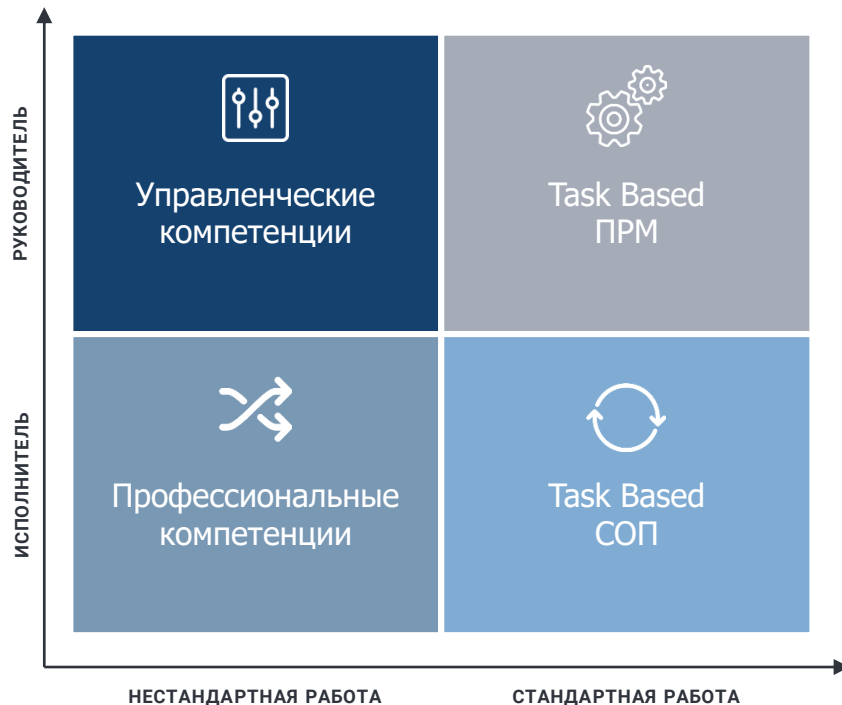 РУКОВОДИТЕЛЬ
Управленческие
компетенции
Task Based
ПРМ
ИСПОЛНИТЕЛЬ
Профессиональные
компетенции
Task Based
СОП
НЕСТАНДАРТНАЯ РАБОТА
СТАНДАРТНАЯ РАБОТА